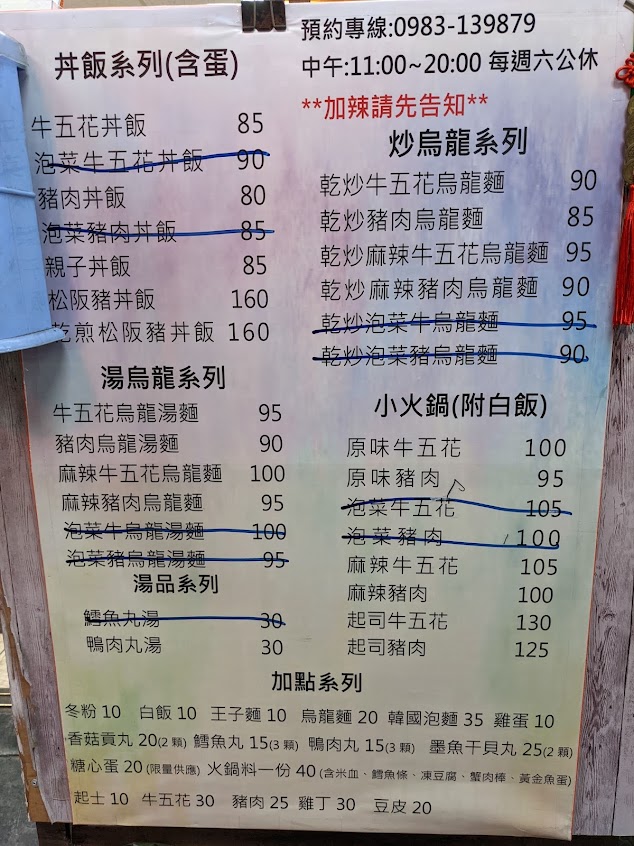 預約專線:0983-139879
中午:11:00~20:00 每週六公休
**加辣請先告知**
丼飯系列(含蛋)
牛五花丼飯 85
泡菜牛五花丼飯 90
豬肉丼飯 80
泡菜豬肉丼飯 85
親子丼飯 85
松阪豬丼飯 160
乾煎松阪豬丼飯 160
湯烏龍系列
牛五花烏龍湯麵 95
豬肉烏龍湯麵 90
麻辣牛五花烏龍麵 100
麻辣豬肉烏龍麵 95
泡菜牛烏龍湯麵 100
泡菜豬烏龍湯麵 95
湯品系列
鱈魚丸湯 30
鴨肉丸湯 30
炒烏龍系列
乾炒牛五花烏龍麵 90
乾炒豬肉烏龍麵 85
乾炒麻辣牛五花烏龍麵 95
乾炒麻辣豬肉烏龍麵 90
乾炒泡菜牛烏龍麵 95
乾炒泡菜豬烏龍麵 90
小火鍋(附白飯)
原味牛五花 100
原味豬肉 95
泡菜牛五花 105
泡菜豬肉 100
麻辣牛五花 105
麻辣豬肉 100
起司牛五花 130
起司豬肉 125
加點系列
冬粉 10 白飯 10 王子麵 10 烏龍麵 20 韓國泡麵 35 雞蛋 10
香菇貢丸 20(2顆) 鱈魚丸 15(3顆) 鴨肉丸 15(3顆) 墨魚干貝丸 25(2顆)
糖心蛋 20(限量供應) 火鍋料一份 40(含米血、鱈魚條、凍豆腐、蟹肉棒、黃金魚蛋)
起士 10 牛五花 30 豬肉 25 雞丁 30 豆皮 20